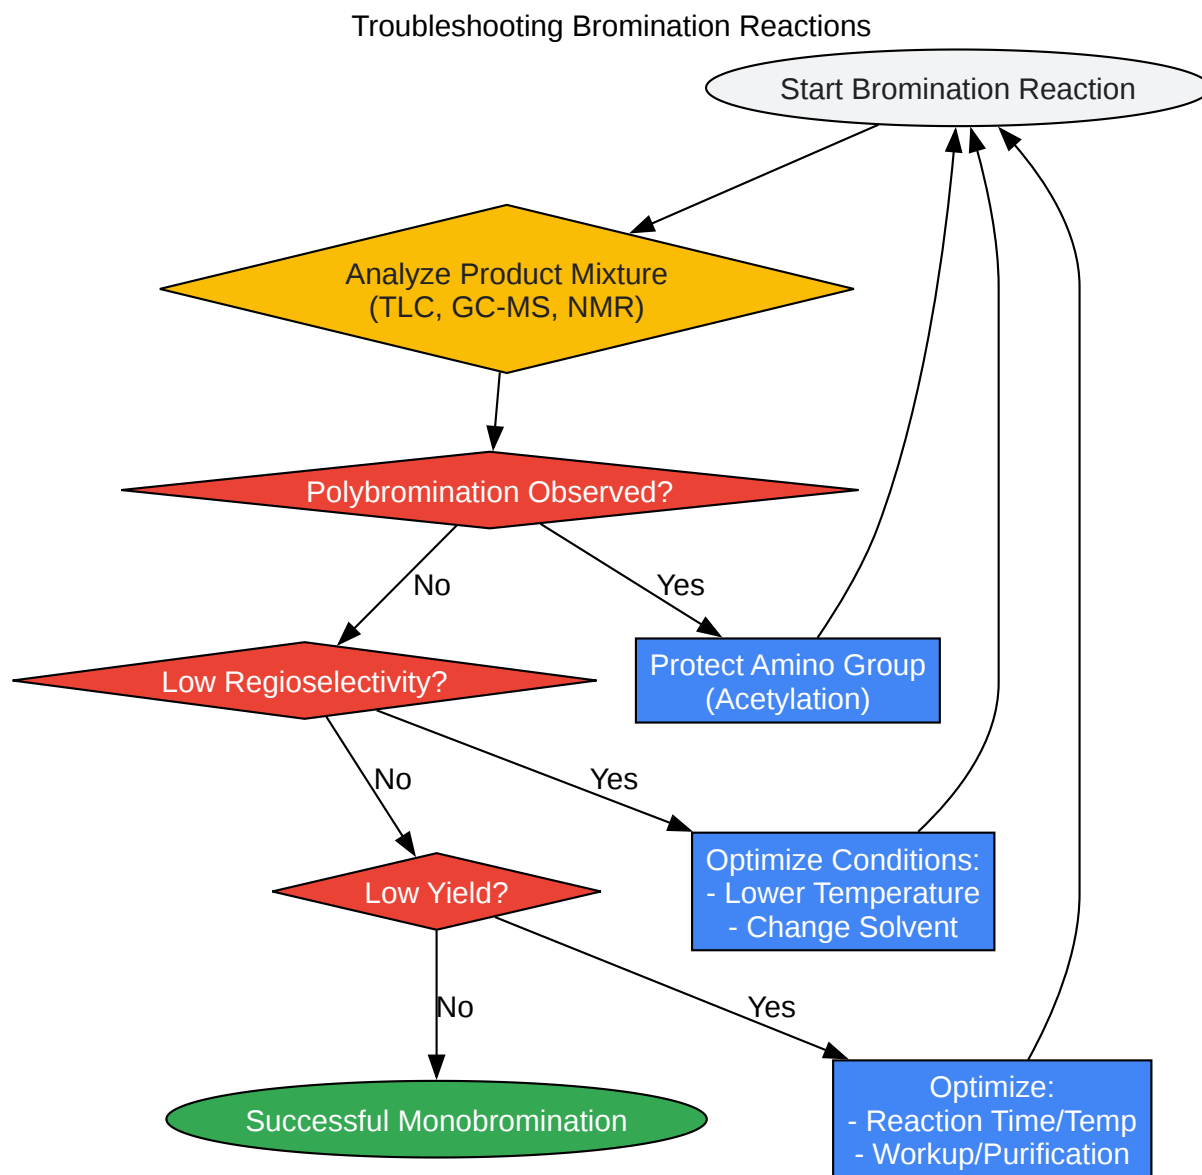 Troubleshooting Bromination Reactions
Start Bromination Reaction
Analyze Product Mixture
(TLC, GC-MS, NMR)
Polybromination Observed?
No
Yes
Low Regioselectivity?
Protect Amino Group
(Acetylation)
No
Yes
Low Yield?
Optimize Conditions:
- Lower Temperature
- Change Solvent
No
Yes
Successful Monobromination
Optimize:
- Reaction Time/Temp
- Workup/Purification